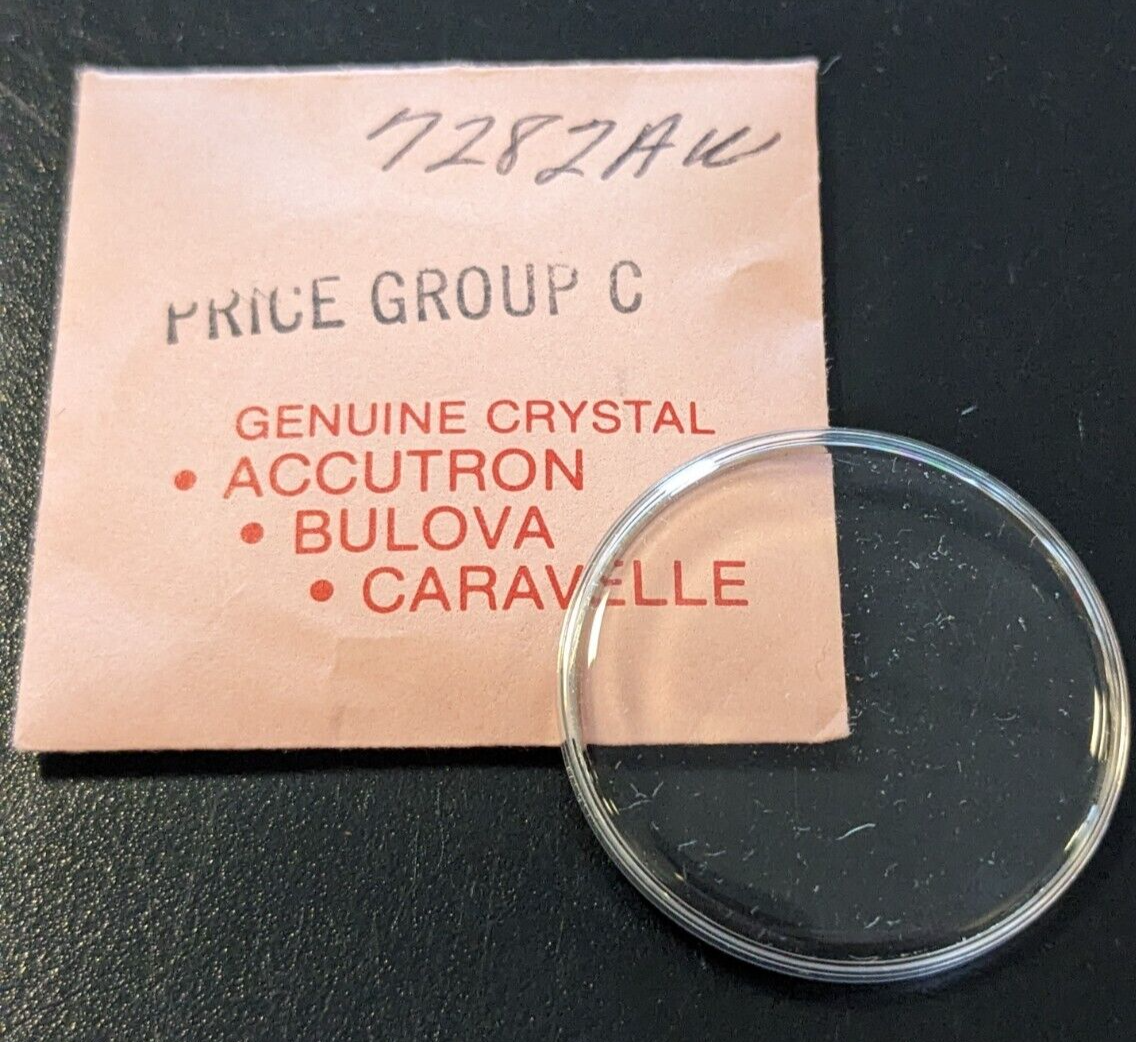 7282AW
PRICE GROUP C
GENUINE CRYSTAL
• ACCUTRON
• BULOVA
• CARAVELLE